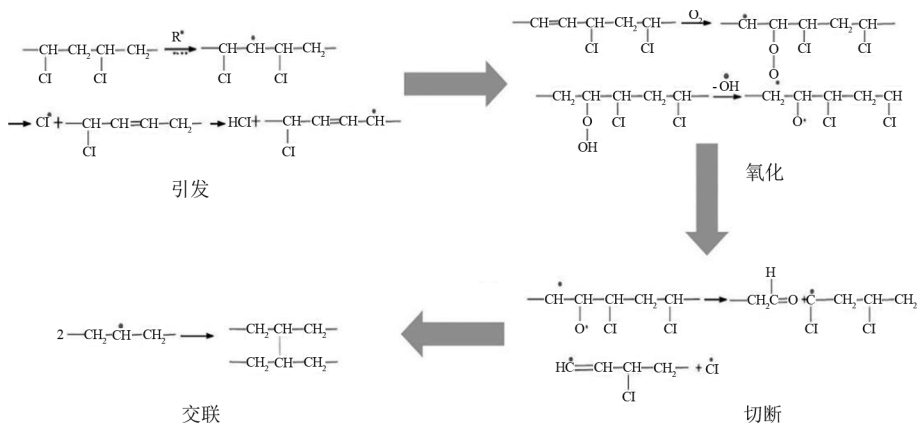 R*
—CH—CH₂—CH—CH₂— → —CH—CH—CH—CH₂—
Cl Cl Cl Cl
→ Cl* + —CH—CH=CH—CH₂— → HCl + —CH—CH=CH—CH—
Cl Cl
引发
—CH=CH—CH—CH₂—CH— O₂ → —CH—CH—CH—CH₂—CH—
Cl Cl O Cl Cl
O
—CH₂—CH—CH—CH₂—CH— -OH → —CH₂—CH—CH—CH₂—CH
O Cl Cl O• Cl Cl
OH
氧化
H
—CH—CH—CH—CH₂—CH— → —CH₂C=O + C—CH₂—CH—CH₂
O• Cl Cl Cl Cl
HC=CH—CH—CH₂— + Cl
Cl
切断
2 —CH₂—CH—CH₂— → —CH₂—CH—CH₂—
—CH₂—CH—CH₂—
交联